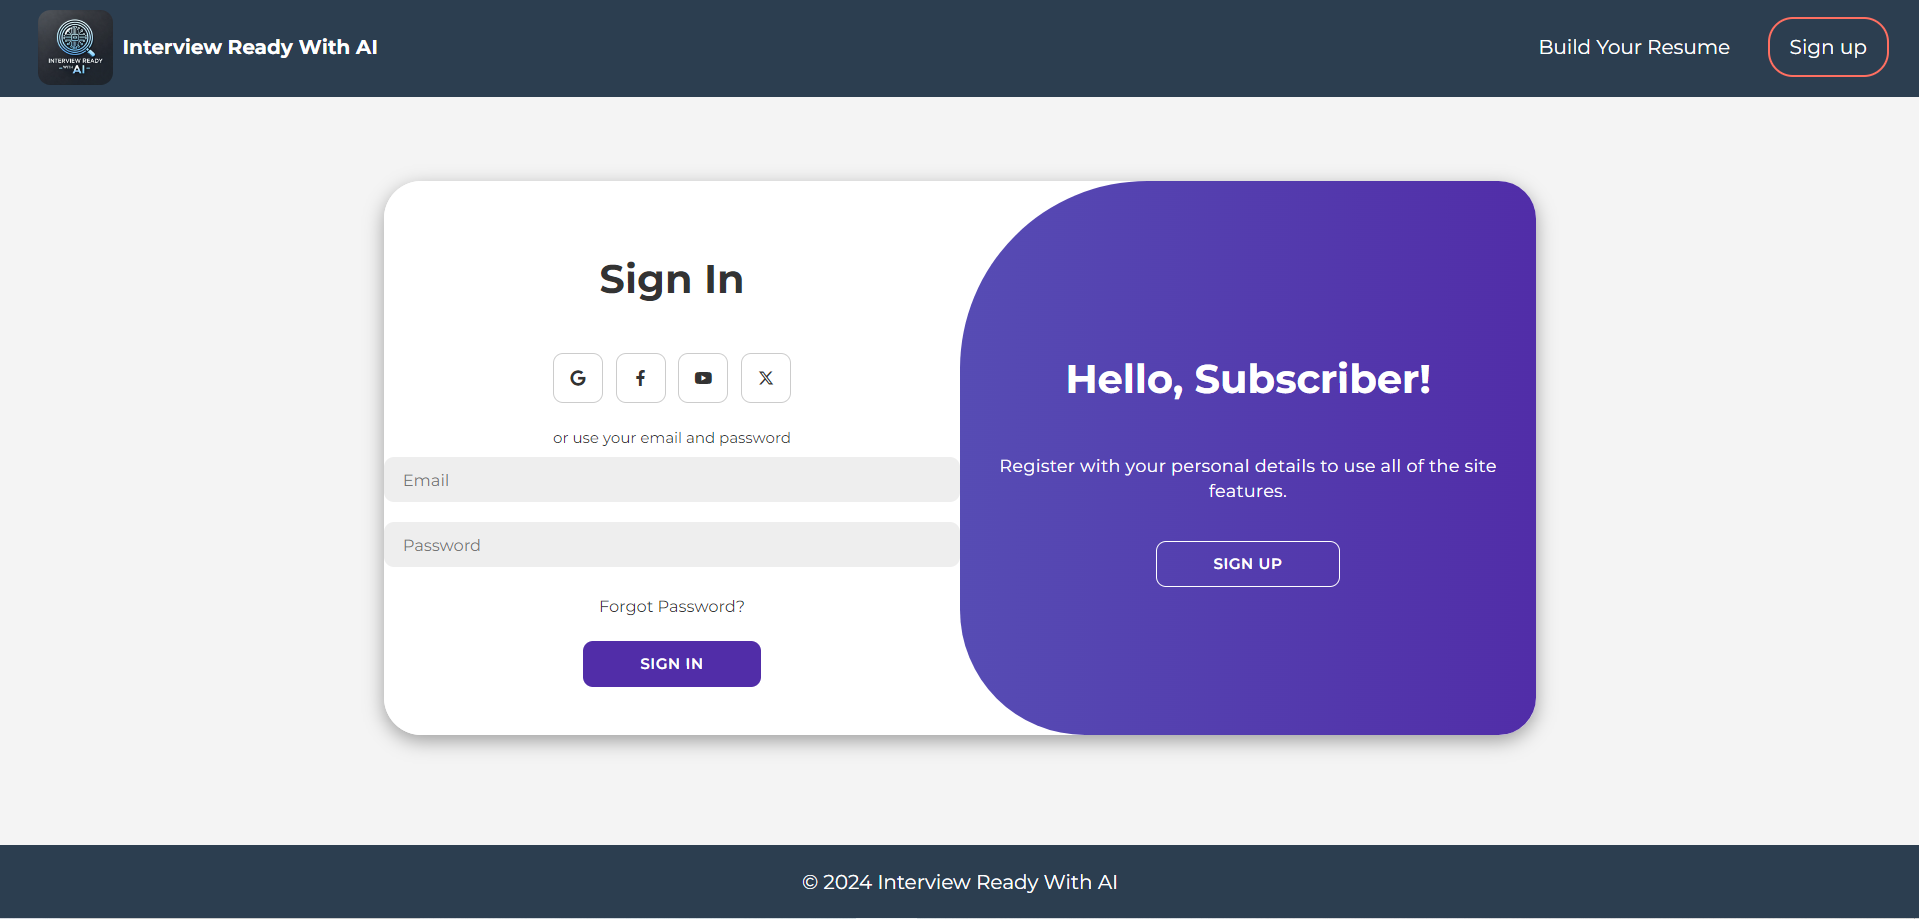 INTERVIEW READY
- WITH AI -
Interview Ready With AI
Build Your Resume
Sign up
Sign In
or use your email and password
Email
Password
Forgot Password?
SIGN IN
Hello, Subscriber!
Register with your personal details to use all of the site
features.
SIGN UP
© 2024 Interview Ready With AI